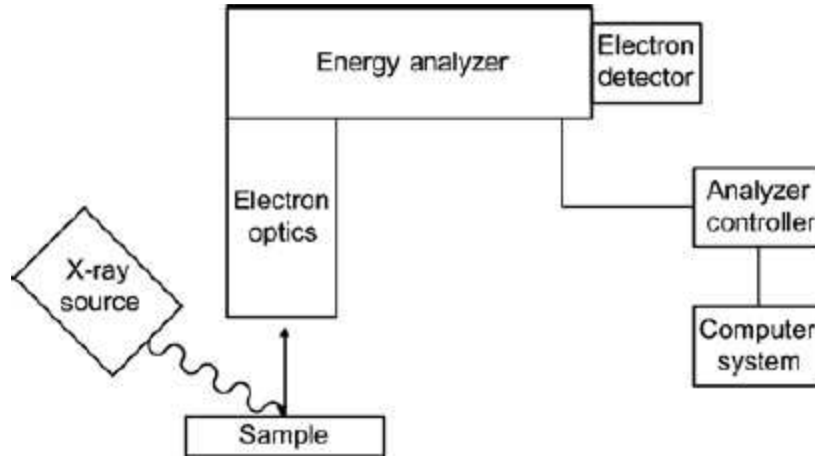 Energy analyzer
Electron
detector
Electron
optics
Analyzer
controller
X-ray
source
Computer
system
Sample